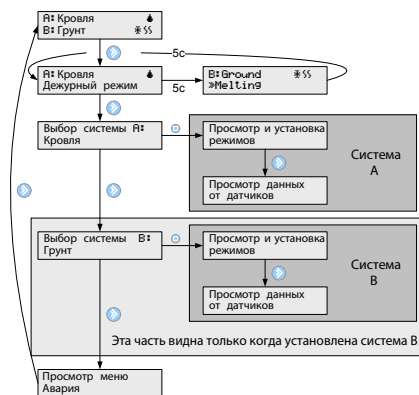 A: Кровля
B: Грунт
5с
A: Кровля
Дежурный режим
5с
B: Ground
»Melting
Выбор системы A:
Кровля
Просмотр и установка
режимов
Просмотр данных
от датчиков
Система
A
Выбор системы B:
Грунт
Просмотр и установка
режимов
Просмотр данных
от датчиков
Система
B
Эта часть видна только когда установлена система B
Просмотр меню
Авария